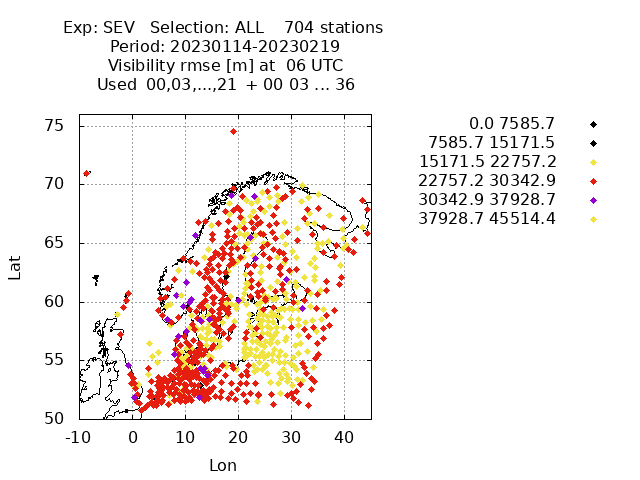 Exp: SEV Selection: ALL 704 stations
Period: 20230114-20230219
Visibility rmse [m] at 06 UTC
Used 00,03,...,21 + 00 03 ... 36
75
70
65
60
55
50
Lat
-10 0 10 20 30 40
Lon
0.0 7585.7
7585.7 15171.5
15171.5 22757.2
22757.2 30342.9
30342.9 37928.7
37928.7 45514.4